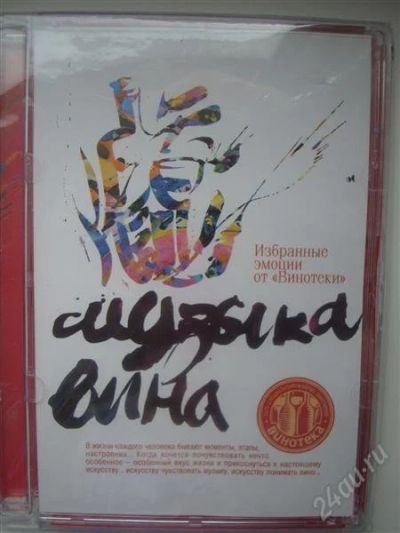 Избранные
эмоции
от «Винотеки»
музыка
вина
ВИНОТЕКА
В жизни каждого человека бывают моменты, этапы,
настроения... Когда хочется почувствовать нечто
особенное – особенный вкус жизни и прикоснуться к настоящему
искусству... искусству чувствовать музыку, искусству понимать вино...
24au.ru